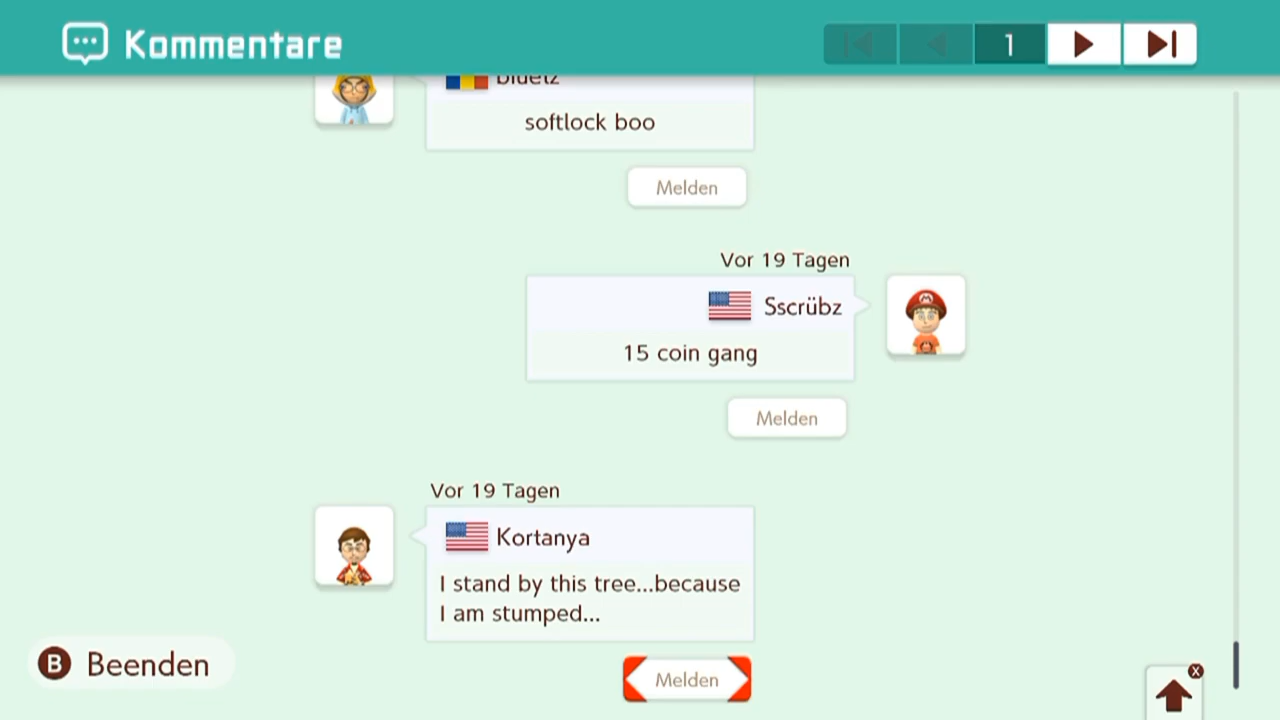 Kommentare
1
softlock boo
Melden
Vor 19 Tagen
Sscrübz
15 coin gang
Melden
Vor 19 Tagen
Kortanya
I stand by this tree...because
I am stumped...
Melden
B Beenden
X